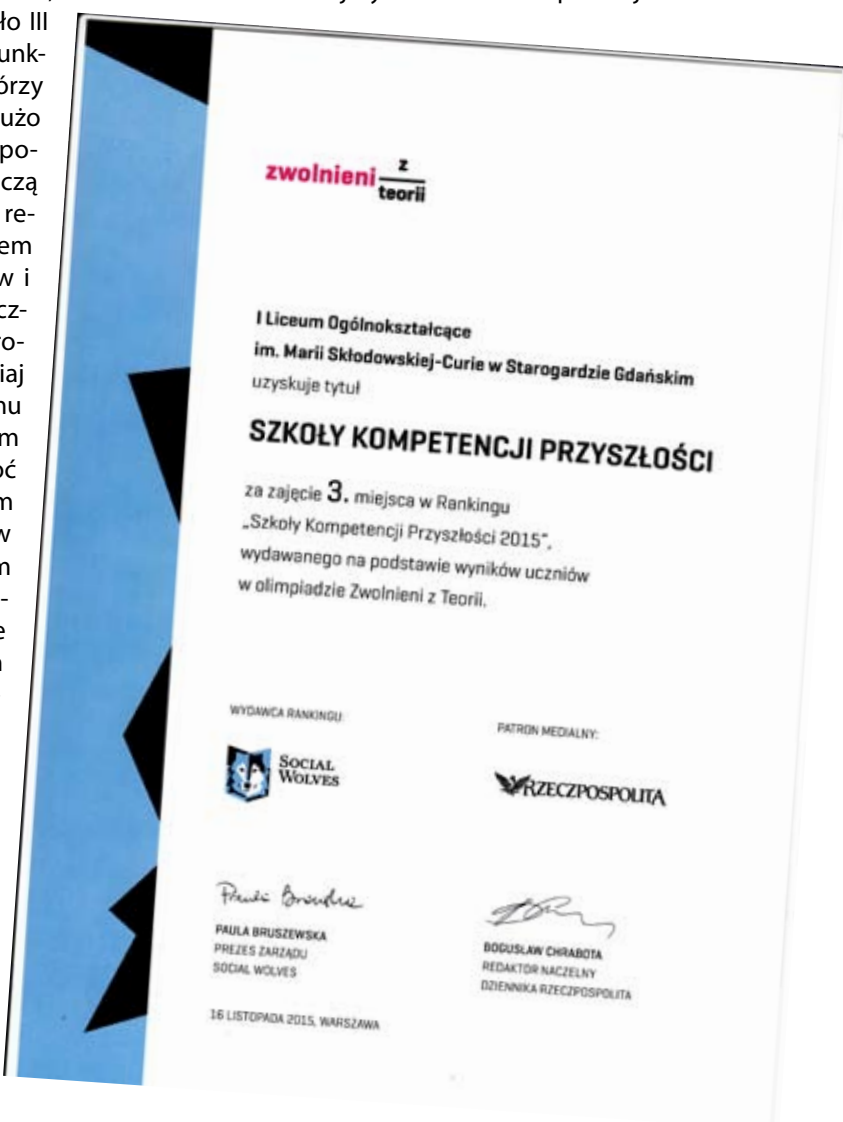 ło III
unk-
órzy
użo
po-
czą
re-
em
w i
cz-
ro-
iaj
nu
m
oć
m
w
m
-
e
zwolnieni z teorii
I Liceum Ogólnokształcące
im. Marii Skłodowskiej-Curie w Starogardzie Gdańskim
uzyskuje tytuł
SZKOŁY KOMPETENCJI PRZYSZŁOŚCI
za zajęcie 3. miejsca w Rankingu
„Szkoły Kompetencji Przyszłości 2015”,
wydawanego na podstawie wyników uczniów
w olimpiadzie Zwolnieni z Teorii.
WYDAWCA RANKINGU:
SOCIAL
WOLVES
PATRON MEDIALNY:
RZECZPOSPOLITA
PAULA BRUSZEWSKA
PREZES ZARZĄDU
SOCIAL WOLVES
BOGUSŁAW CHRABOTA
REDAKTOR NACZELNY
DZIENNIKA RZECZPOSPOLITA
16 LISTOPADA 2015, WARSZAWA